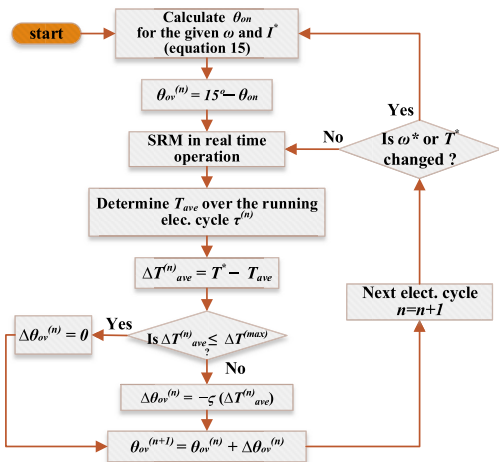 start
Calculate θon
for the given ω and I*
(equation 15)
θov(n) = 15º− θon
SRM in real time
operation
No
Yes
Is ω* or T*
changed ?
Determine Tave over the running
elec. cycle τ(n)
ΔT(n)ave = T* − Tave
Next elect. cycle
n=n+1
Δθov(n) = 0
Yes
Is ΔT(n)ave ≤ ΔT(max)
?
No
Δθov(n) = −ς (ΔT(n)ave)
θov(n+1) = θov(n) + Δθov(n)